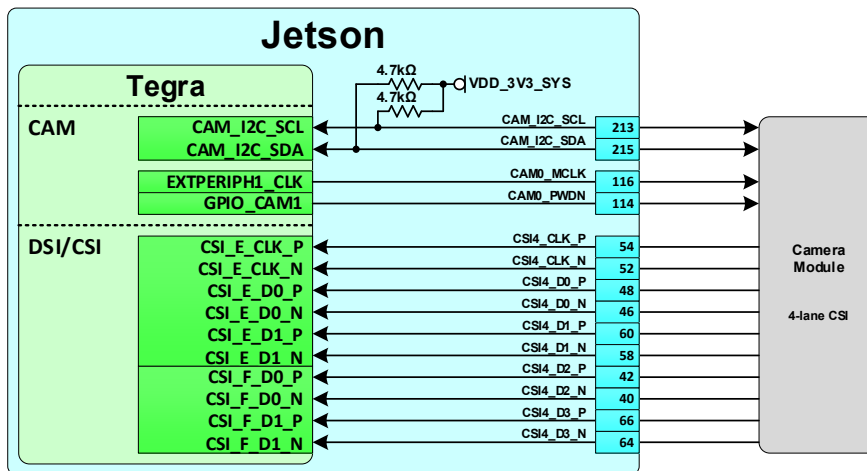 Jetson
Tegra
4.7kΩ
VDD_3V3_SYS
4.7kΩ
CAM
CAM_I2C_SCL CAM_I2C_SCL 213
CAM_I2C_SDA CAM_I2C_SDA 215
EXTPERIPH1_CLK CAM0_MCLK 116
GPIO_CAM1 CAM0_PWDN 114
DSI/CSI
CSI_E_CLK_P CSI4_CLK_P 54
CSI_E_CLK_N CSI4_CLK_N 52
CSI_E_D0_P CSI4_D0_P 48
CSI_E_D0_N CSI4_D0_N 46
CSI_E_D1_P CSI4_D1_P 60
CSI_E_D1_N CSI4_D1_N 58
CSI_F_D0_P CSI4_D2_P 42
CSI_F_D0_N CSI4_D2_N 40
CSI_F_D1_P CSI4_D3_P 66
CSI_F_D1_N CSI4_D3_N 64
Camera
Module
4-lane CSI